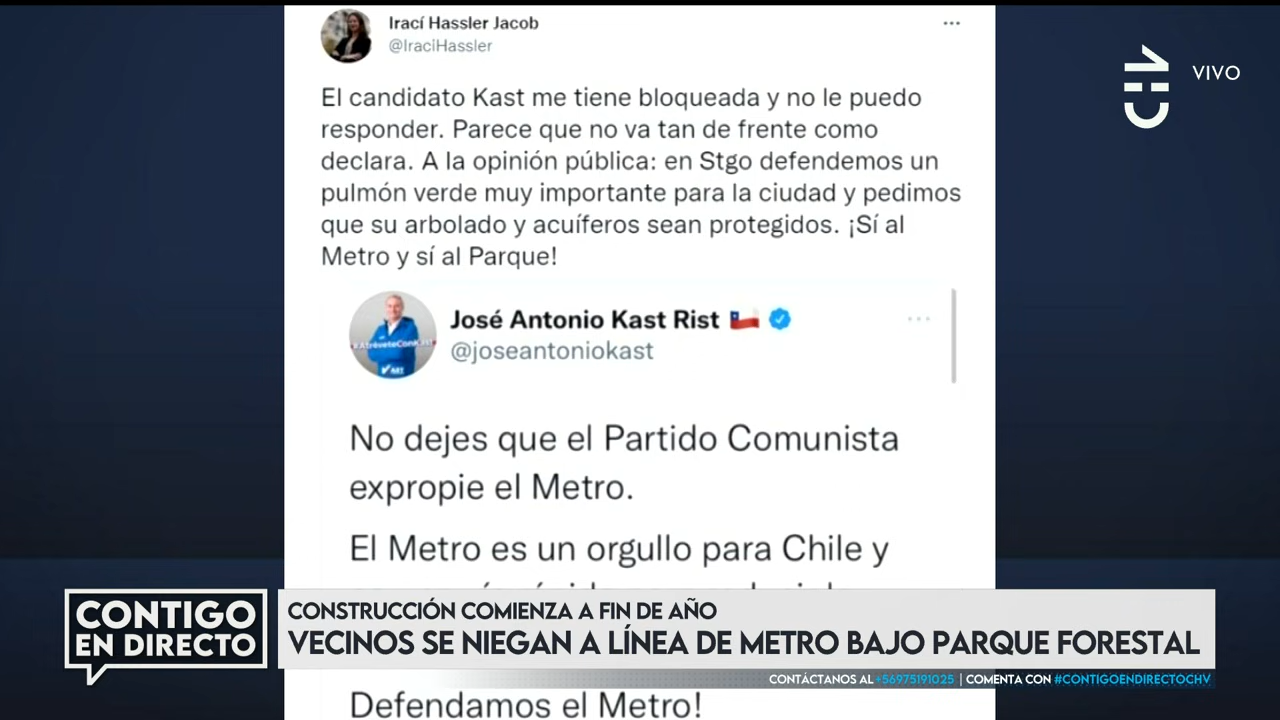 Irací Hassler Jacob
@IraciHassler
El candidato Kast me tiene bloqueada y no le puedo
responder. Parece que no va tan de frente como
declara. A la opinión pública: en Stgo defendemos un
pulmón verde muy importante para la ciudad y pedimos
que su arbolado y acuíferos sean protegidos. ¡Sí al
Metro y sí al Parque!
#AtréveteConKast
José Antonio Kast Rist
@joseantoniokast
No dejes que el Partido Comunista
expropie el Metro.
El Metro es un orgullo para Chile y
Defendamos el Metro!
CHV
VIVO
CONTIGO
EN DIRECTO
CONSTRUCCIÓN COMIENZA A FIN DE AÑO
VECINOS SE NIEGAN A LÍNEA DE METRO BAJO PARQUE FORESTAL
CONTÁCTANOS AL +56975191025 | COMENTA CON #CONTIGOENDIRECTOCHV